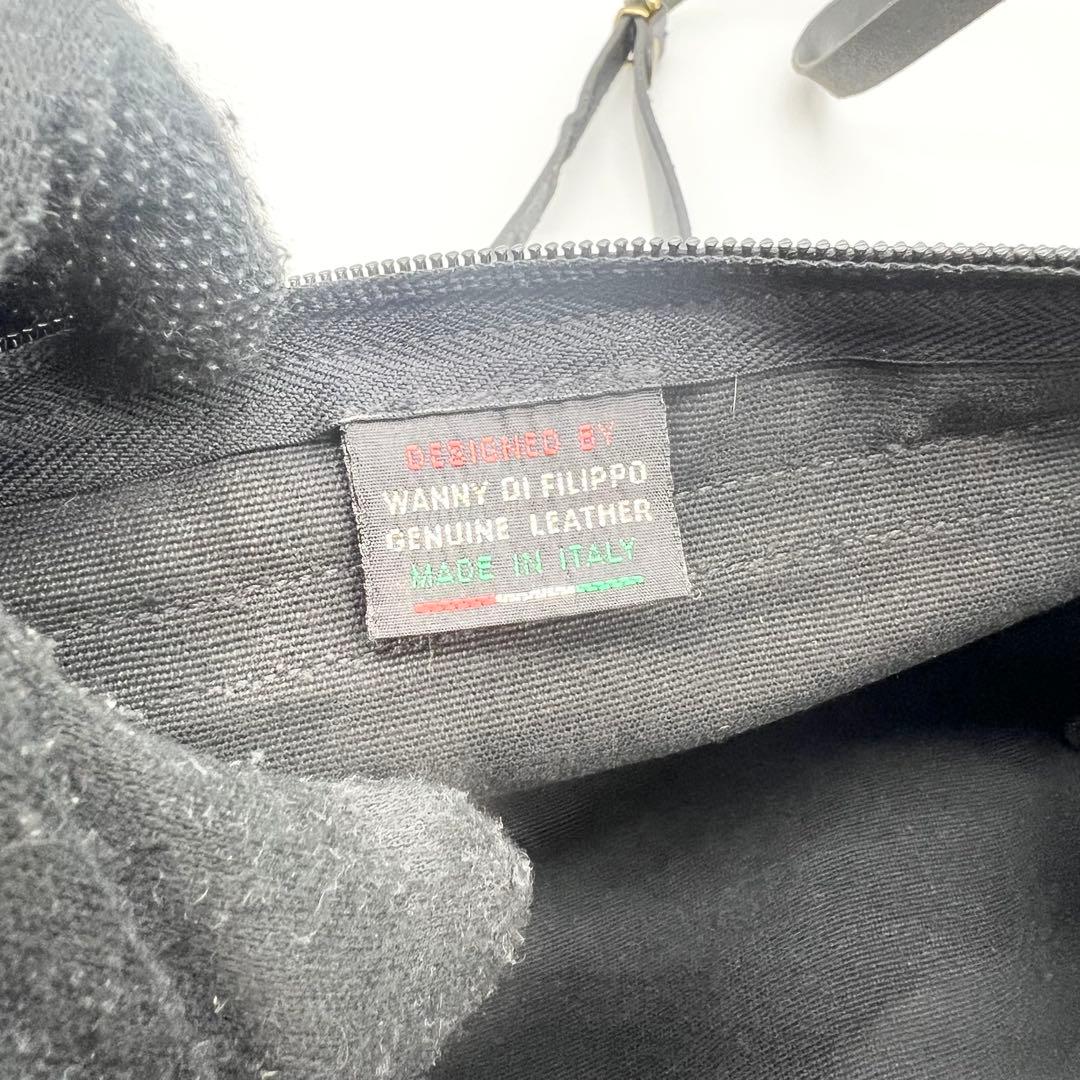 DESIGNED BY
WANNY DI FILIPPO
GENUINE LEATHER
MADE IN ITALY